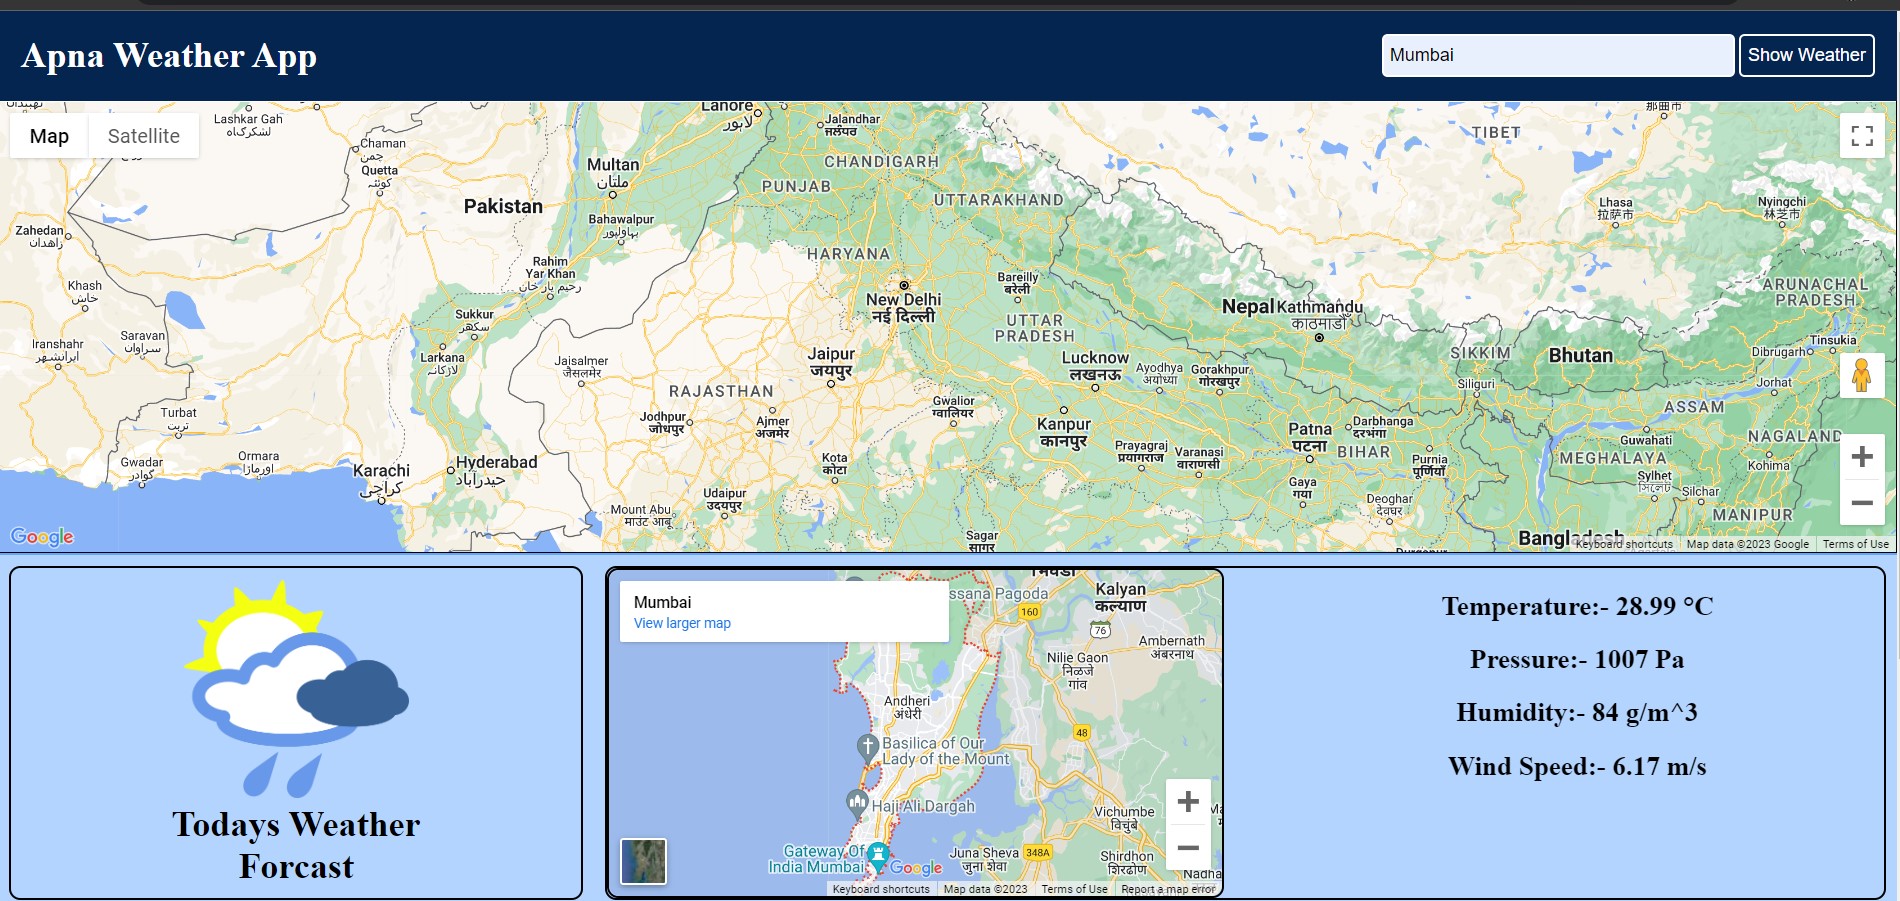 Apna Weather App
Mumbai
Show Weather
Map
Satellite
Lashkar Gah
لشکرګاه
Chaman
چمن
Quetta
کوئٹہ
Pakistan
Multan
ملتان
Bahawalpur
بہاولپور
Lahore
لاہور
Jalandhar
ਜਲੰਧਰ
CHANDIGARH
PUNJAB
UTTARAKHAND
HARYANA
TIBET
那曲市
Lhasa
拉萨市
Nyingchi
林芝市
Zahedan
زاهدان
Khash
خاش
Rahim
Yar Khan
رحیم یار خان
New Delhi
नई दिल्ली
Bareilly
बरेली
Nepal
Kathmandu
काठमाडौं
ARUNACHAL
PRADESH
Sukkur
سکھر
UTTAR
PRADESH
Iranshahr
ایرانشهر
Saravan
سراوان
Larkana
لاڑکانہ
Jaisalmer
जैसलमेर
Jaipur
जयपुर
Lucknow
लखनऊ
Ayodhya
अयोध्या
Gorakhpur
गोरखपुर
SIKKIM
Bhutan
Dibrugarh
Tinsukia
Siliguri
Jorhat
RAJASTHAN
Turbat
تربت
Jodhpur
जोधपुर
Ajmer
अजमेर
Gwalior
ग्वालियर
Kanpur
कानपुर
Patna
पटना
Darbhanga
दरभंगा
ASSAM
Guwahati
NAGALAND
Gwadar
گوادر
Ormara
اورماڑا
Karachi
کراچی
Hyderabad
حیدرآباد
Kota
कोटा
Prayagraj
प्रयागराज
Varanasi
वाराणसी
BIHAR
Purnia
पूर्णियाँ
MEGHALAYA
Kohima
Sylhet
সিলেট
Silchar
Udaipur
उदयपुर
Mount Abu
माउंट आबू
Gaya
गया
Deoghar
देवघर
MANIPUR
Sagar
सागर
Durgapur
Bangladesh
Google
Keyboard shortcuts
Map data ©2023 Google
Terms of Use
Todays Weather
Forcast
Mumbai
View larger map
ssana Pagoda
भिवंडी
160
Kalyan
कल्याण
76
Ambernath
अंबरनाथ
Nilje Gaon
निळजे
गांव
Andheri
अंधेरी
48
Basilica of Our
Lady of the Mount
Haji Ali Dargah
Vichumbe
विचुंबे
Gateway Of
India Mumbai
Google
Juna Sheva
जुना शेवा
348A
Shirdhon
शिरढोण
Nadha
Ma
Keyboard shortcuts
Map data ©2023
Terms of Use
Report a map error
Temperature:- 28.99 °C
Pressure:- 1007 Pa
Humidity:- 84 g/m^3
Wind Speed:- 6.17 m/s